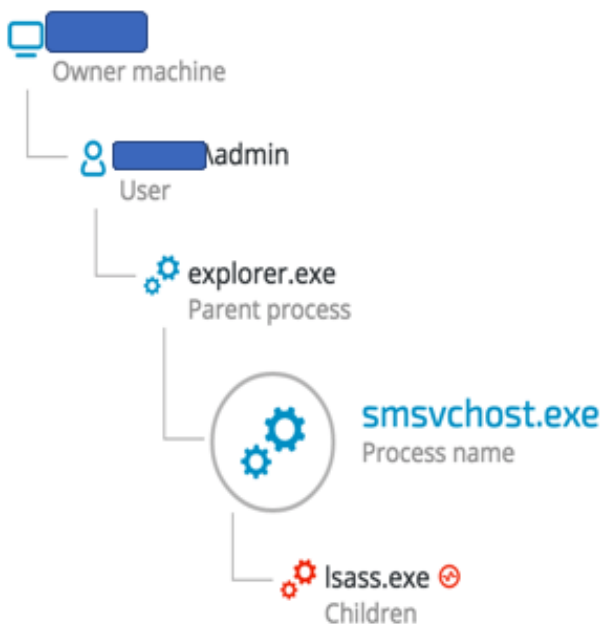 Owner machine
\admin
User
explorer.exe
Parent process
smsvchost.exe
Process name
lsass.exe
Children